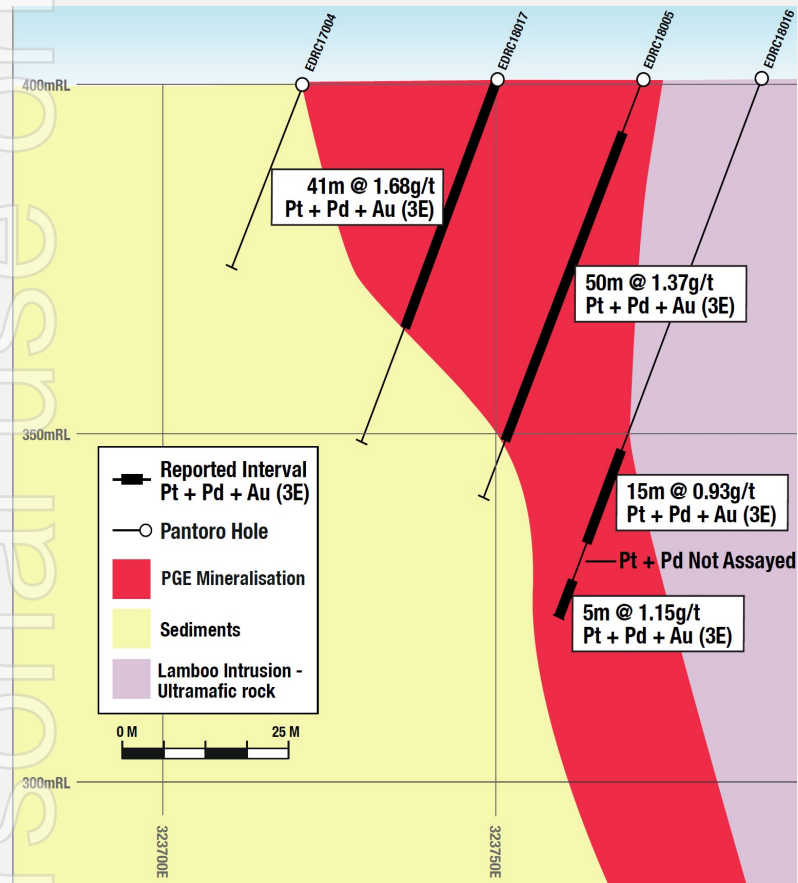 EDRC17004
EDRC18017
EDRC18005
EDRC18016
400mRL
41m @ 1.68g/t
Pt + Pd + Au (3E)
50m @ 1.37g/t
Pt + Pd + Au (3E)
350mRL
Reported Interval
Pt + Pd + Au (3E)
Pantoro Hole
PGE Mineralisation
Sediments
Lamboo Intrusion -
Ultramafic rock
0 M 25 M
15m @ 0.93g/t
Pt + Pd + Au (3E)
Pt + Pd Not Assayed
5m @ 1.15g/t
Pt + Pd + Au (3E)
300mRL
323700E
323750E
sonal use on